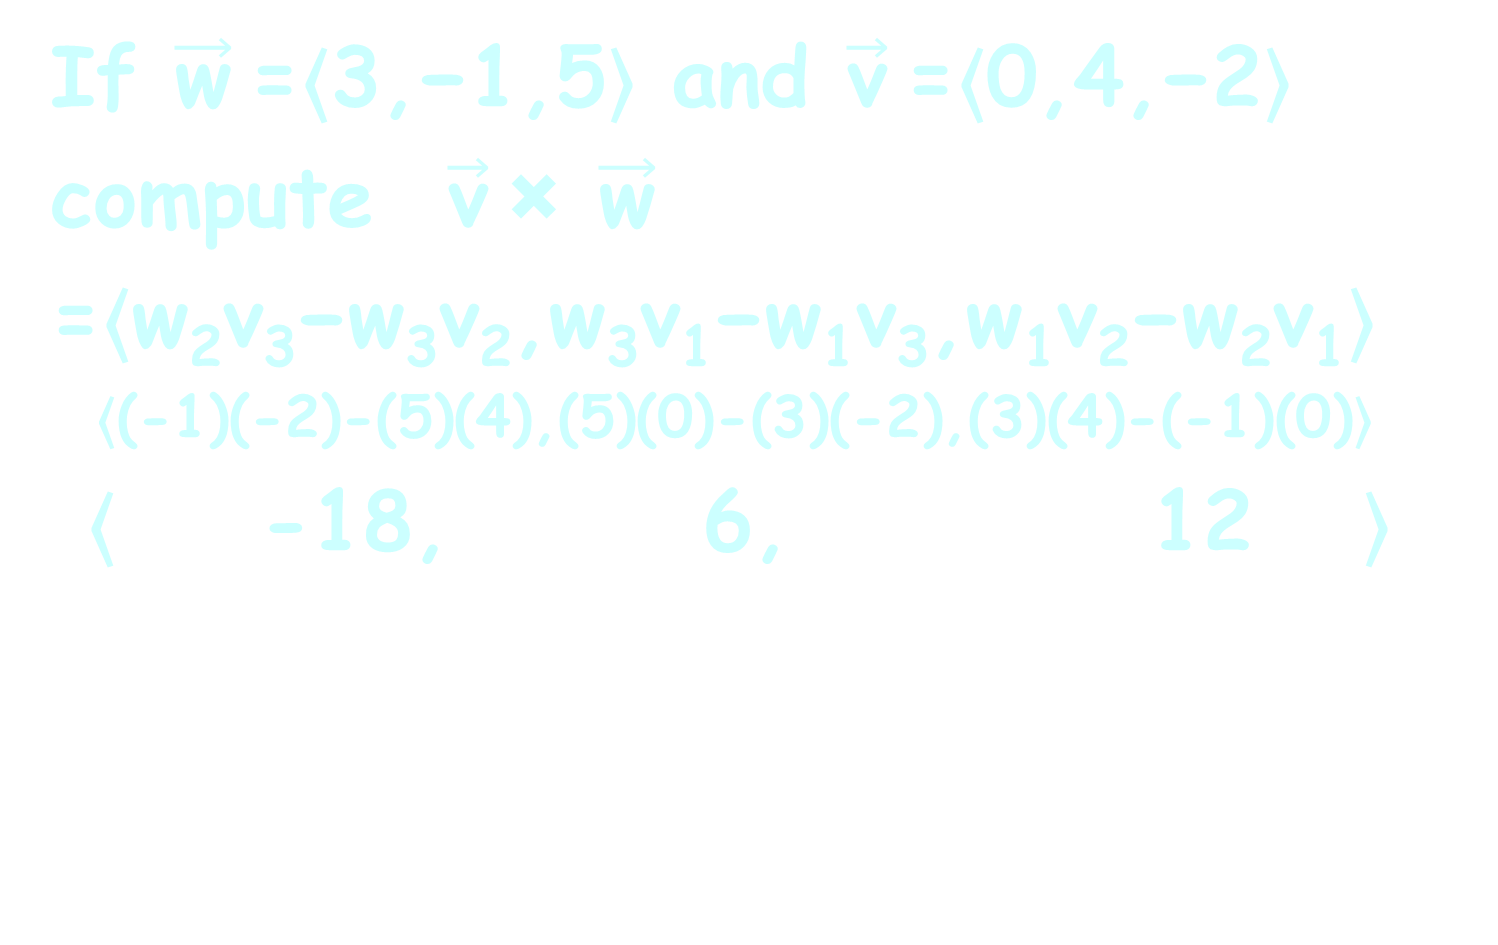 If w⃗ =⟨3,−1,5⟩ and v⃗ =⟨0,4,−2⟩
compute v⃗ × w⃗
=⟨w₂v₃−w₃v₂,w₃v₁−w₁v₃,w₁v₂−w₂v₁⟩
⟨(-1)(-2)-(5)(4),(5)(0)-(3)(-2),(3)(4)-(-1)(0)⟩
⟨ -18, 6, 12 ⟩